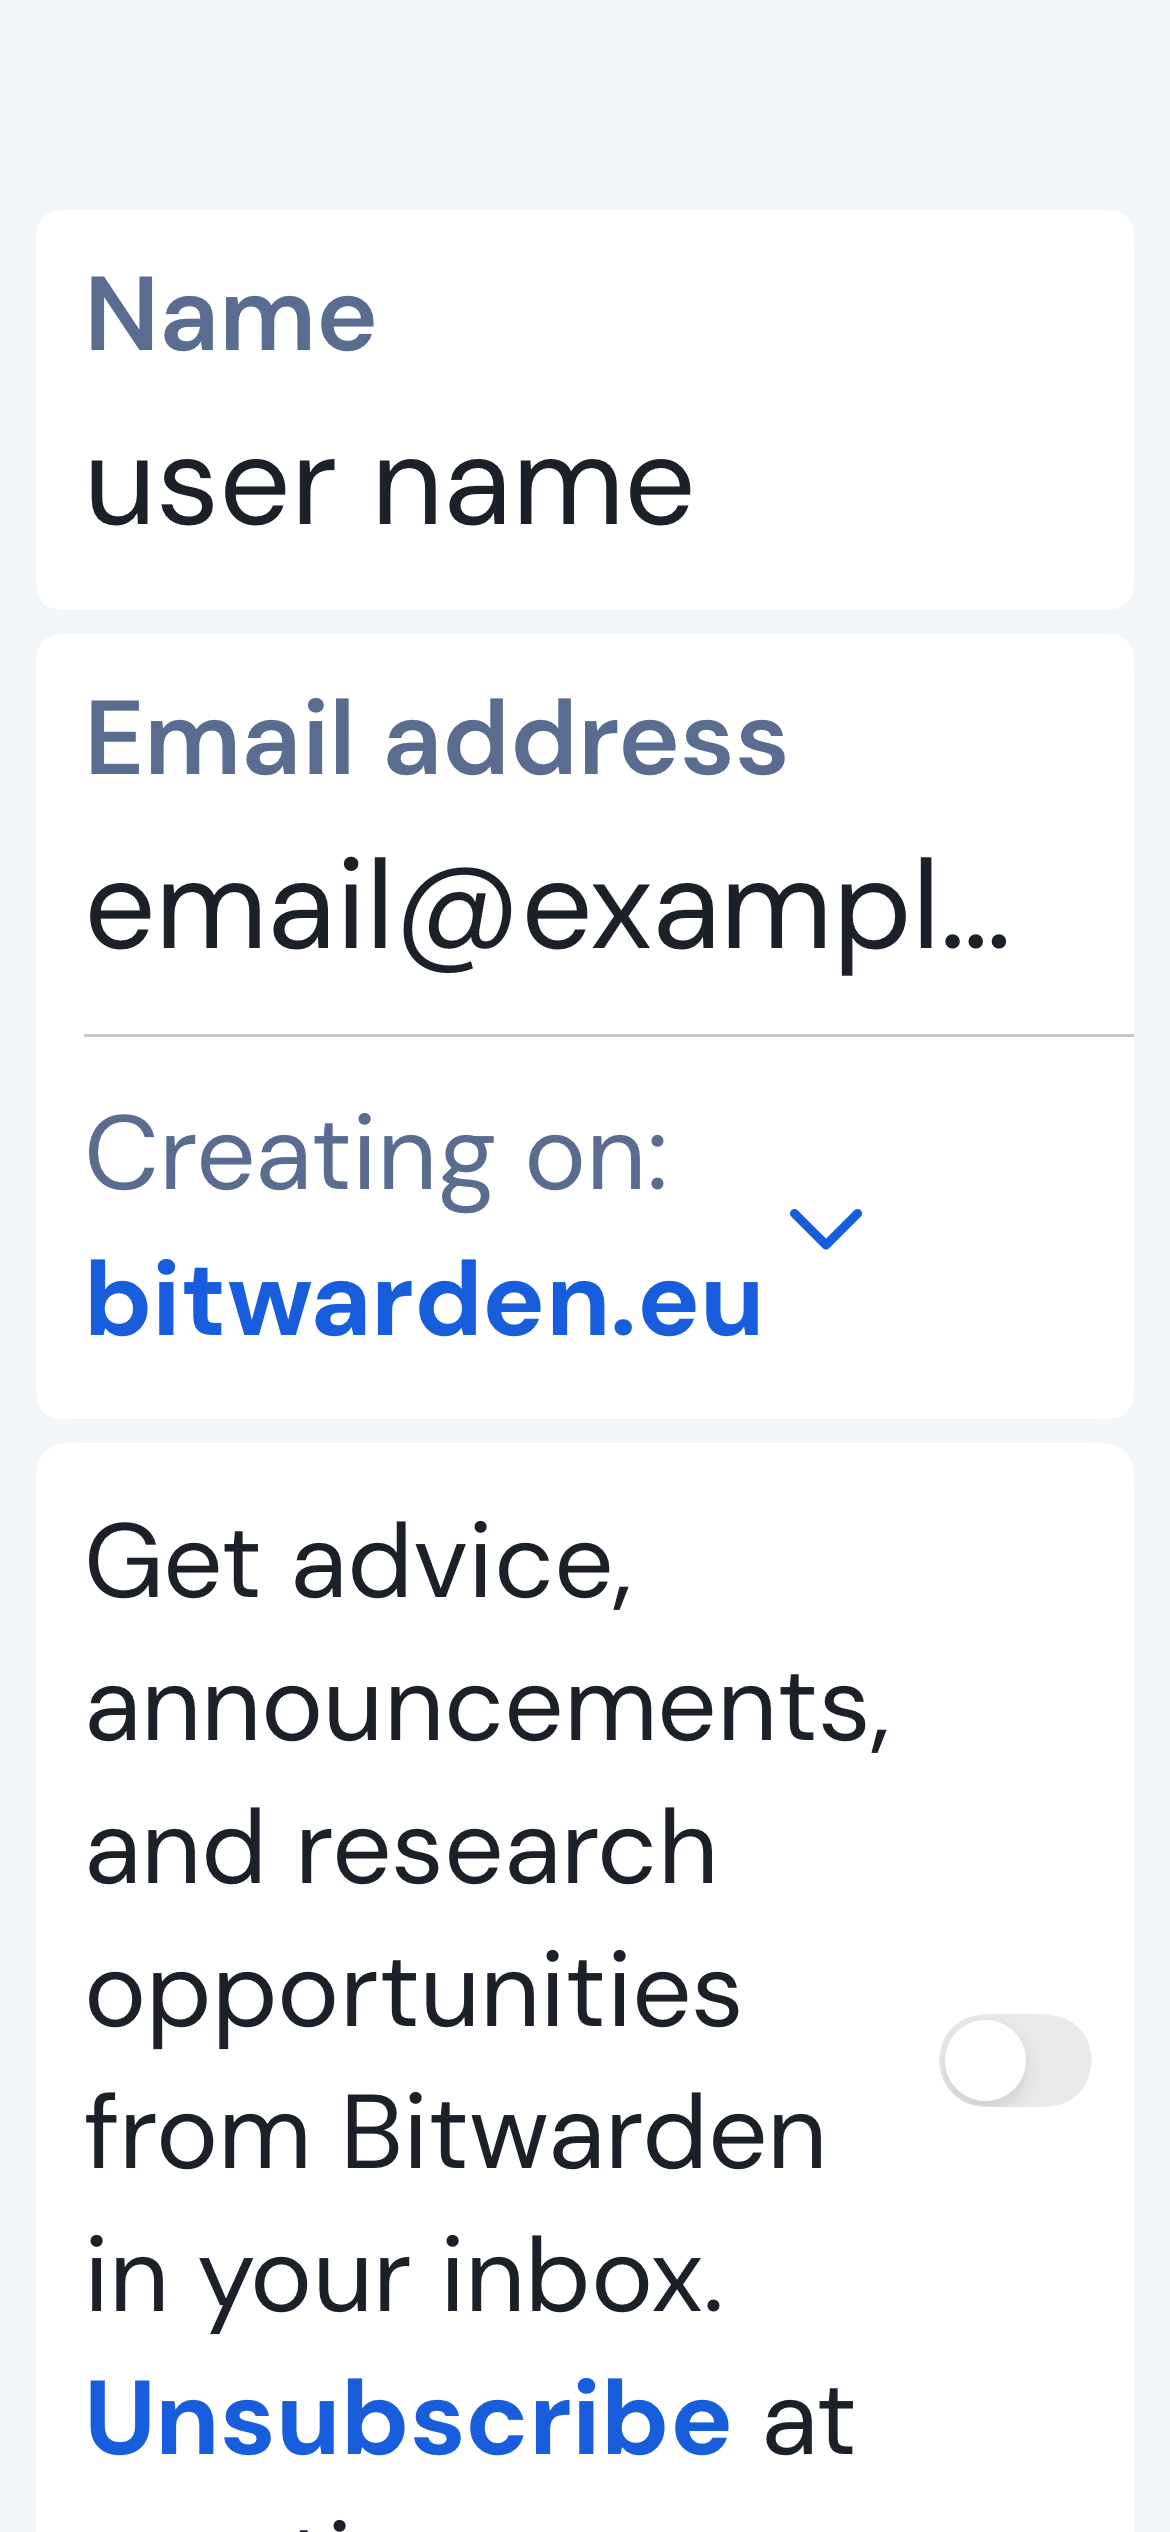 Name
user name
Email address
email@exampl...
Creating on:
bitwarden.eu
Get advice,
announcements,
and research
opportunities
from Bitwarden
in your inbox.
Unsubscribe at